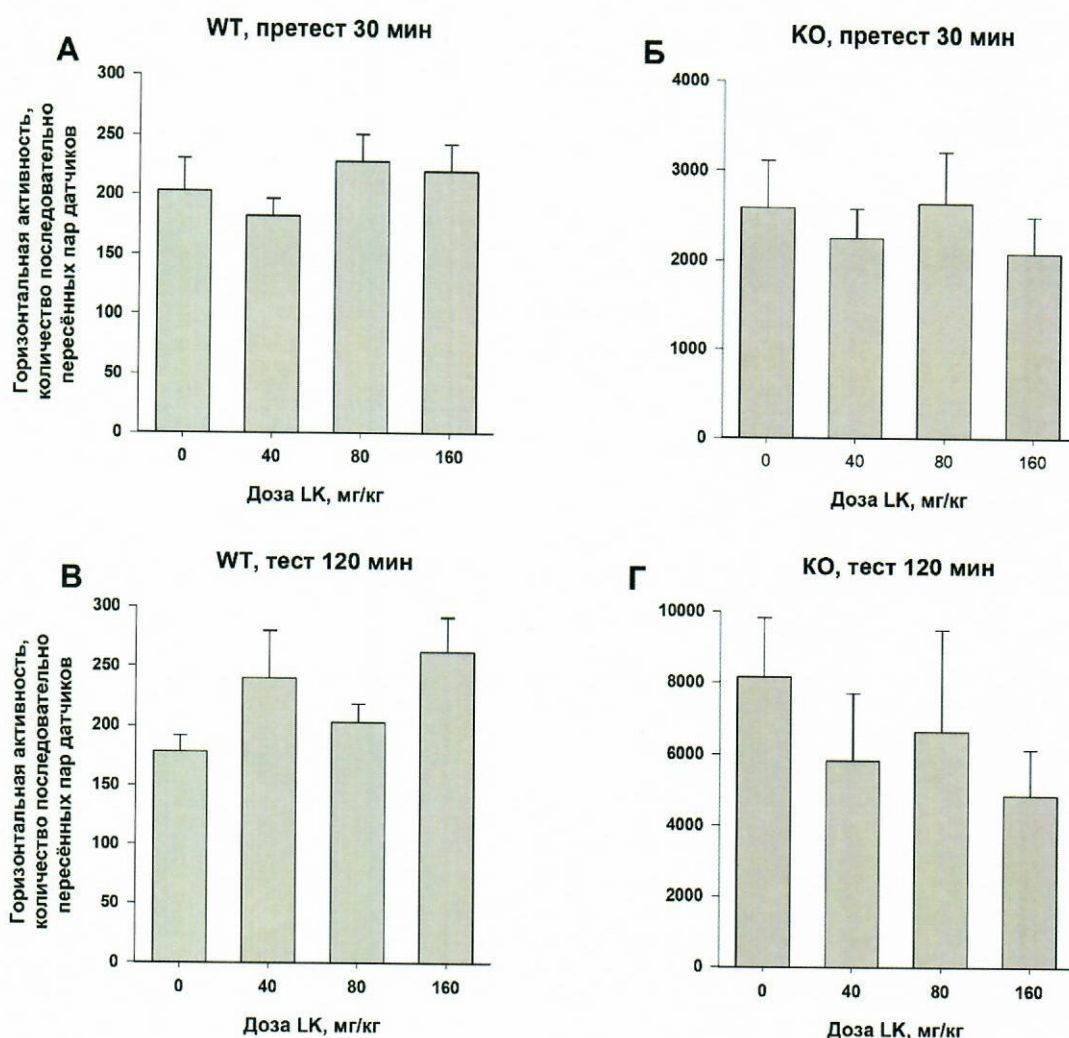 А
WT, претест 30 мин
Горизонтальная активность,
количество последовательно
пересённых пар датчиков
300
250
200
150
100
50
0
0 40 80 160
Доза LK, мг/кг
Б
KO, претест 30 мин
4000
3000
2000
1000
0
0 40 80 160
Доза LK, мг/кг
В
WT, тест 120 мин
Горизонтальная активность,
количество последовательно
пересённых пар датчиков
300
250
200
150
100
50
0
0 40 80 160
Доза LK, мг/кг
Г
KO, тест 120 мин
10000
8000
6000
4000
2000
0
0 40 80 160
Доза LK, мг/кг